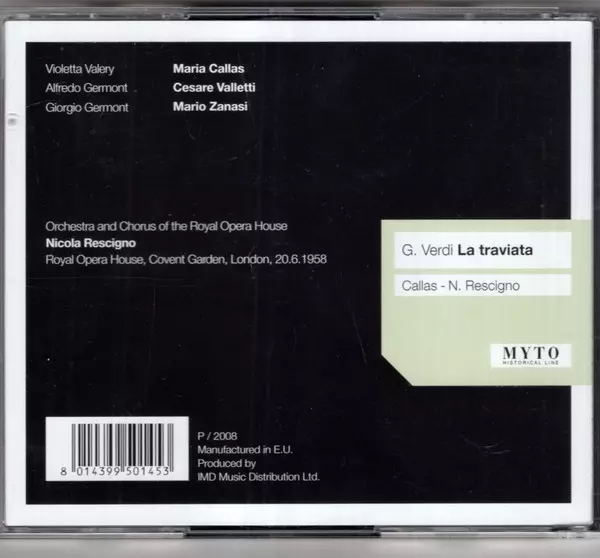 Violetta Valery Maria Callas
Alfredo Germont Cesare Valletti
Giorgio Germont Mario Zanasi
Orchestra and Chorus of the Royal Opera House
Nicola Rescigno
Royal Opera House, Covent Garden, London, 20.6.1958
G. Verdi La traviata
Callas - N. Rescigno
MYTO
HISTORICAL LINE
P / 2008
Manufactured in E.U.
Produced by
IMD Music Distribution Ltd.
8 014399 501453